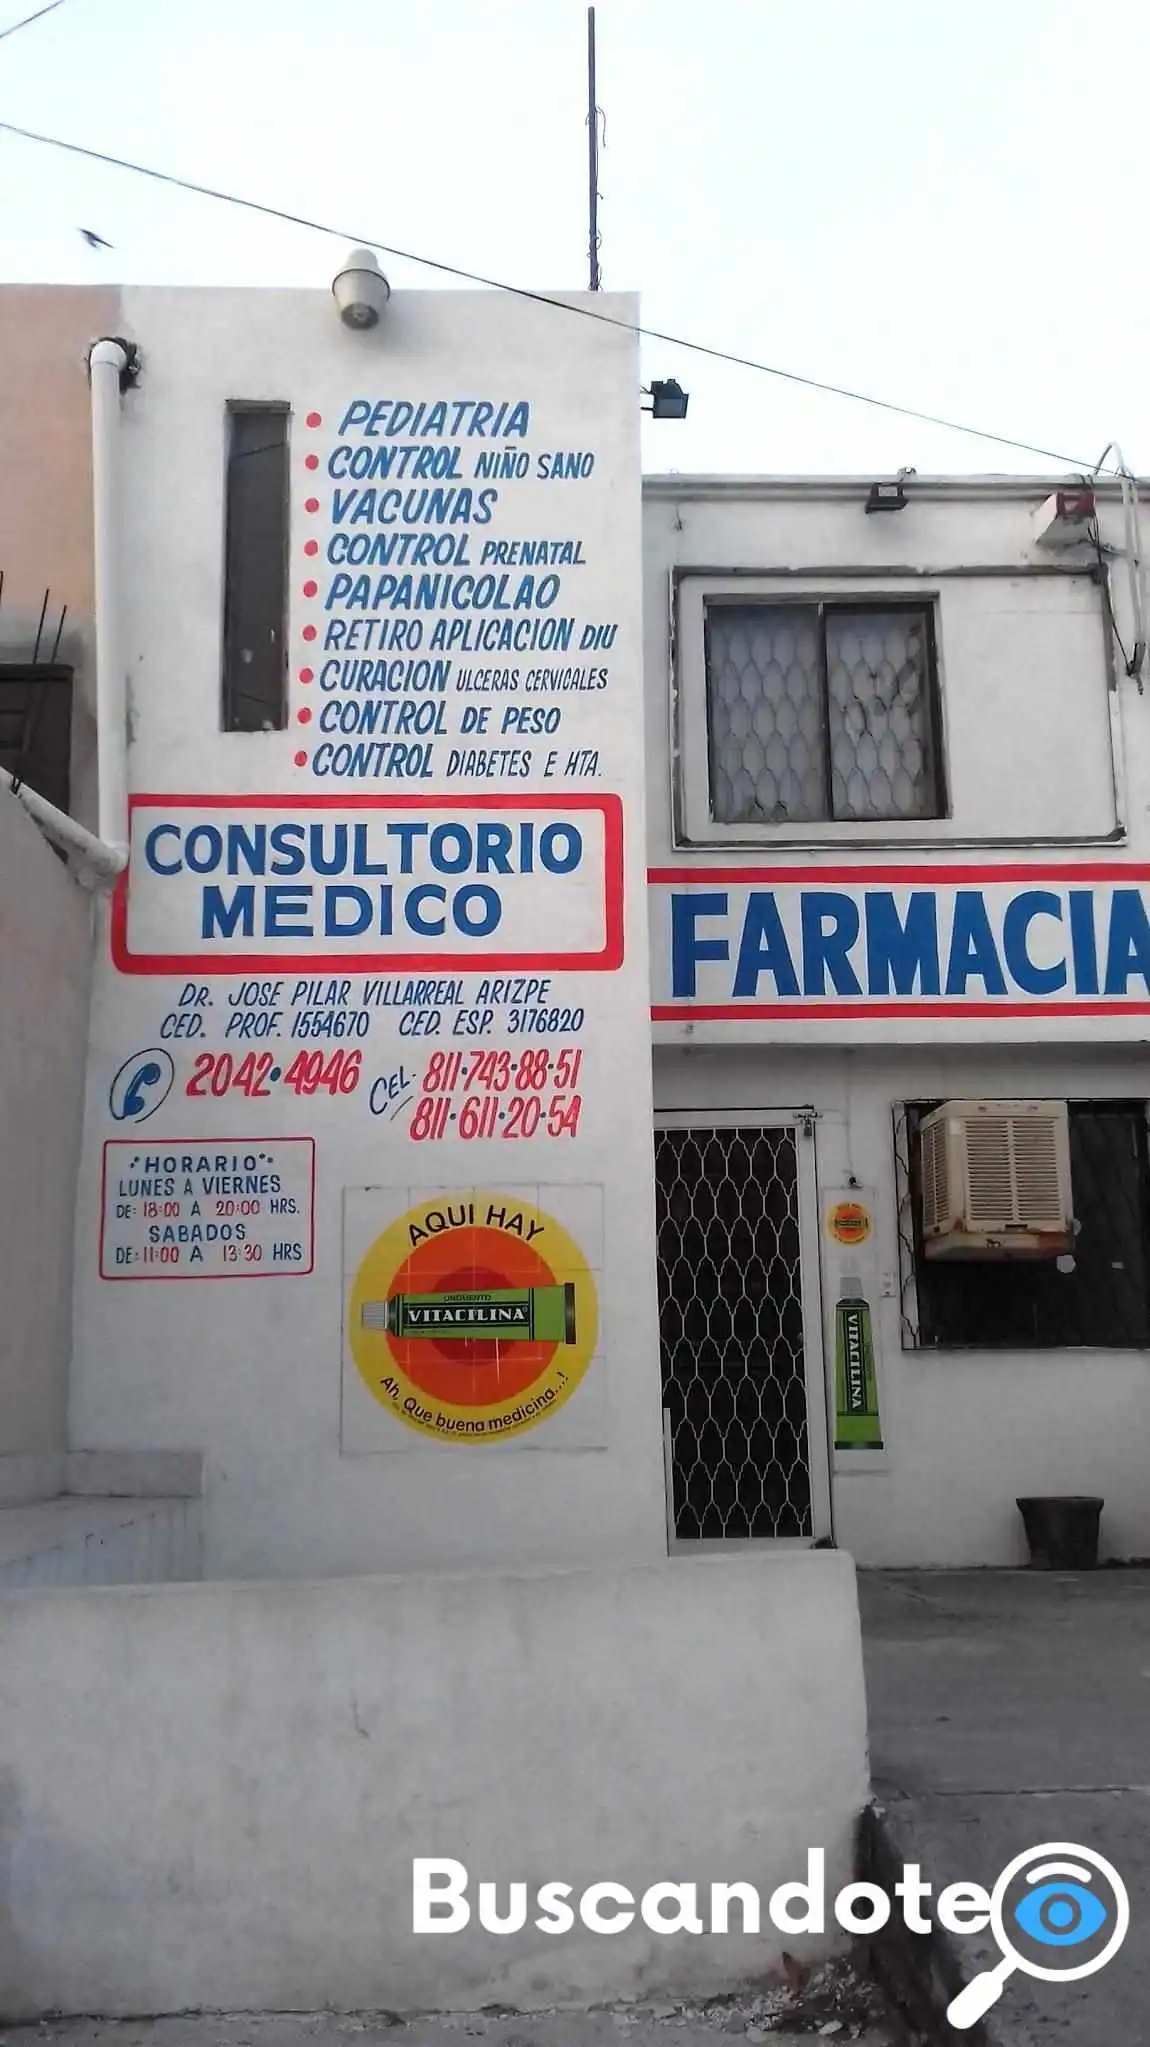 • PEDIATRIA
• CONTROL NIÑO SANO
• VACUNAS
• CONTROL PRENATAL
• PAPANICOLAO
• RETIRO APLICACION DIU
• CURACION ULCERAS CERVICALES
• CONTROL DE PESO
• CONTROL DIABETES E HTA.
CONSULTORIO
MEDICO
DR. JOSE PILAR VILLARREAL ARIZPE
CED. PROF. 1554670 CED. ESP. 3176820
2042•4946 CEL. 811•743•88•51
811•611•20•54
HORARIO
LUNES A VIERNES
DE: 18:00 A 20:00 HRS.
SABADOS
DE: 11:00 A 13:30 HRS
AQUI HAY
UNGUENTO
VITACILINA®
Ah, Que buena medicina...!
FARMACIA
VITACILINA
Buscandote